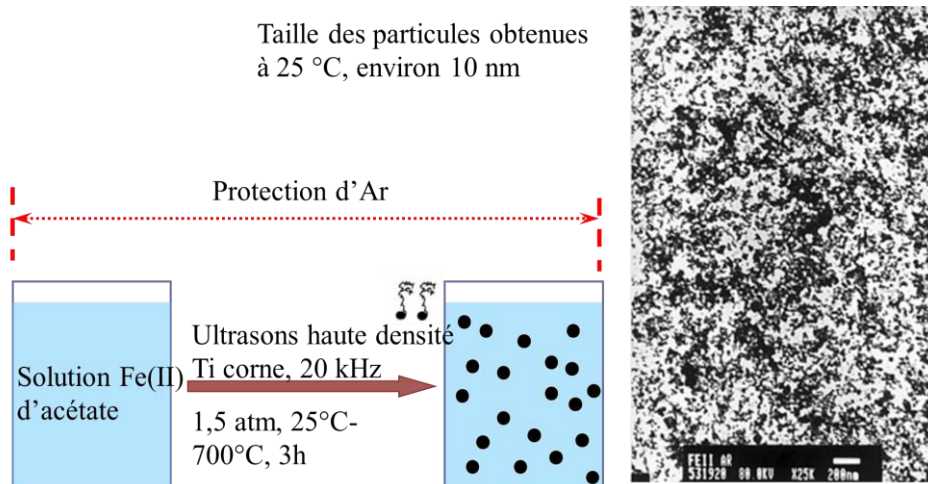 Taille des particules obtenues
à 25 °C, environ 10 nm
Protection d’Ar
Ultrasons haute densité
Ti corne, 20 kHz
Solution Fe(II)
d’acétate
1,5 atm, 25°C-
700°C, 3h
FE11 AR
531920 80.0KV X25K 200nm